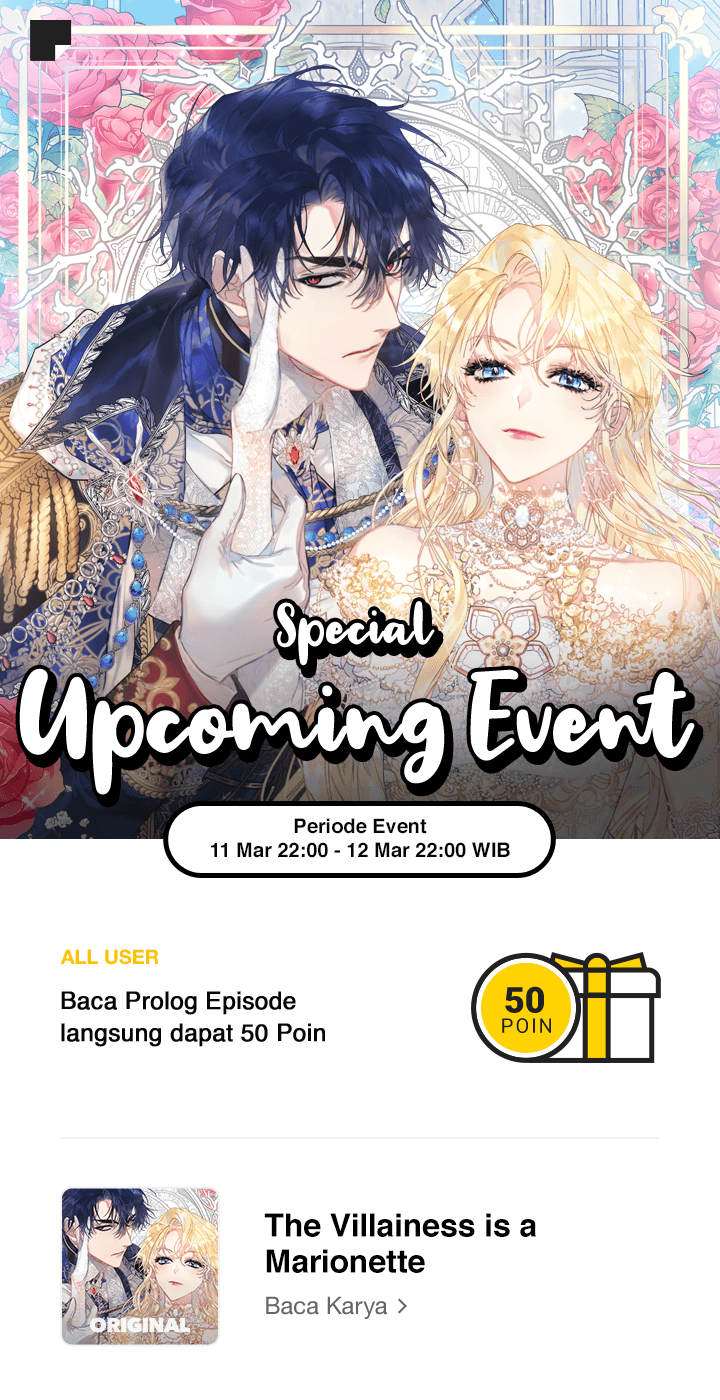 Special
Upcoming Event
Periode Event
11 Mar 22:00 - 12 Mar 22:00 WIB
ALL USER
Baca Prolog Episode
langsung dapat 50 Poin
50
POIN
ORIGINAL
The Villainess is a
Marionette
Baca Karya >